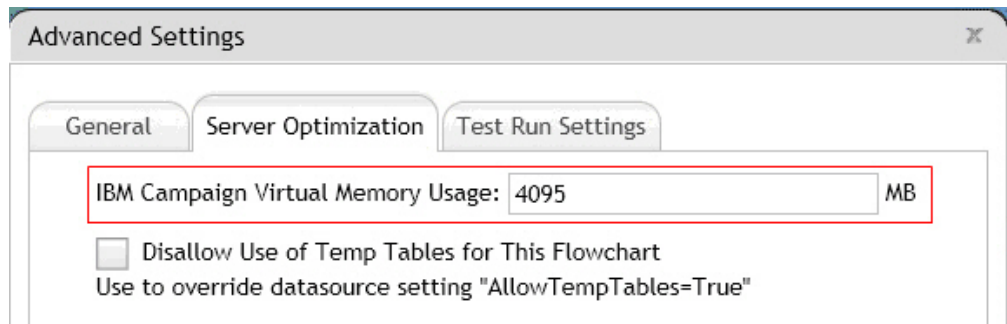 Advanced Settings
General Server Optimization Test Run Settings
IBM Campaign Virtual Memory Usage: 4095 MB
Disallow Use of Temp Tables for This Flowchart
Use to override datasource setting "AllowTempTables=True"